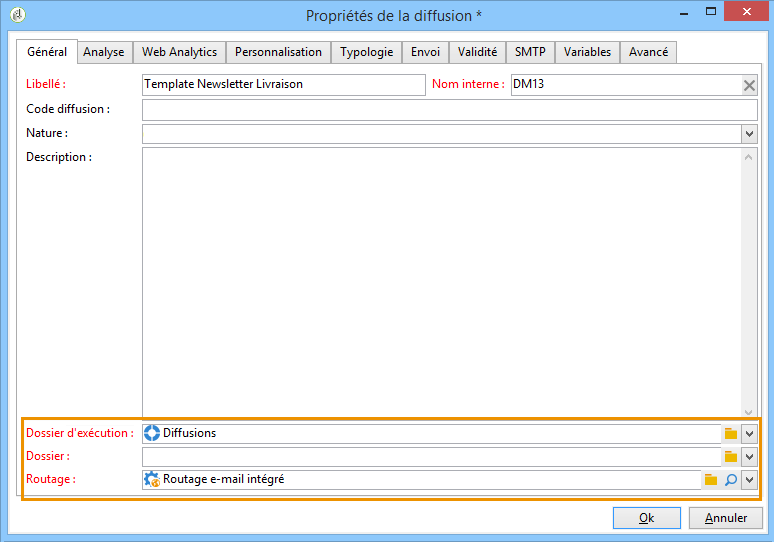 Propriétés de la diffusion *
Général Analyse Web Analytics Personnalisation Typologie Envoi Validité SMTP Variables Avancé
Libellé : Template Newsletter Livraison Nom interne : DM13
Code diffusion :
Nature :
Description :
Dossier d'exécution : Diffusions
Dossier :
Routage : Routage e-mail intégré
Ok Annuler